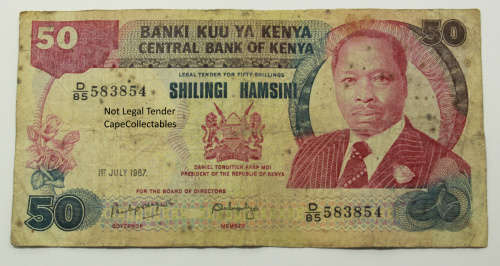 50 BANKI KUU YA KENYA 50
CENTRAL BANK OF KENYA
LEGAL TENDER FOR FIFTY SHILLINGS
D/85 583854 SHILINGI HAMSINI
Not Legal Tender
CapeCollectables
DANIEL TOROITICH ARAP MOI
PRESIDENT OF THE REPUBLIC OF KENYA
1ST JULY 1987.
FOR THE BOARD OF DIRECTORS
50 D/85 583854
GOVERNOR MEMBER